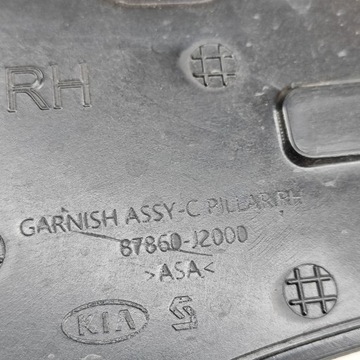 RH
GARNISH ASSY-C PILLAR RH
87860-J2000
>ASA<
KIA